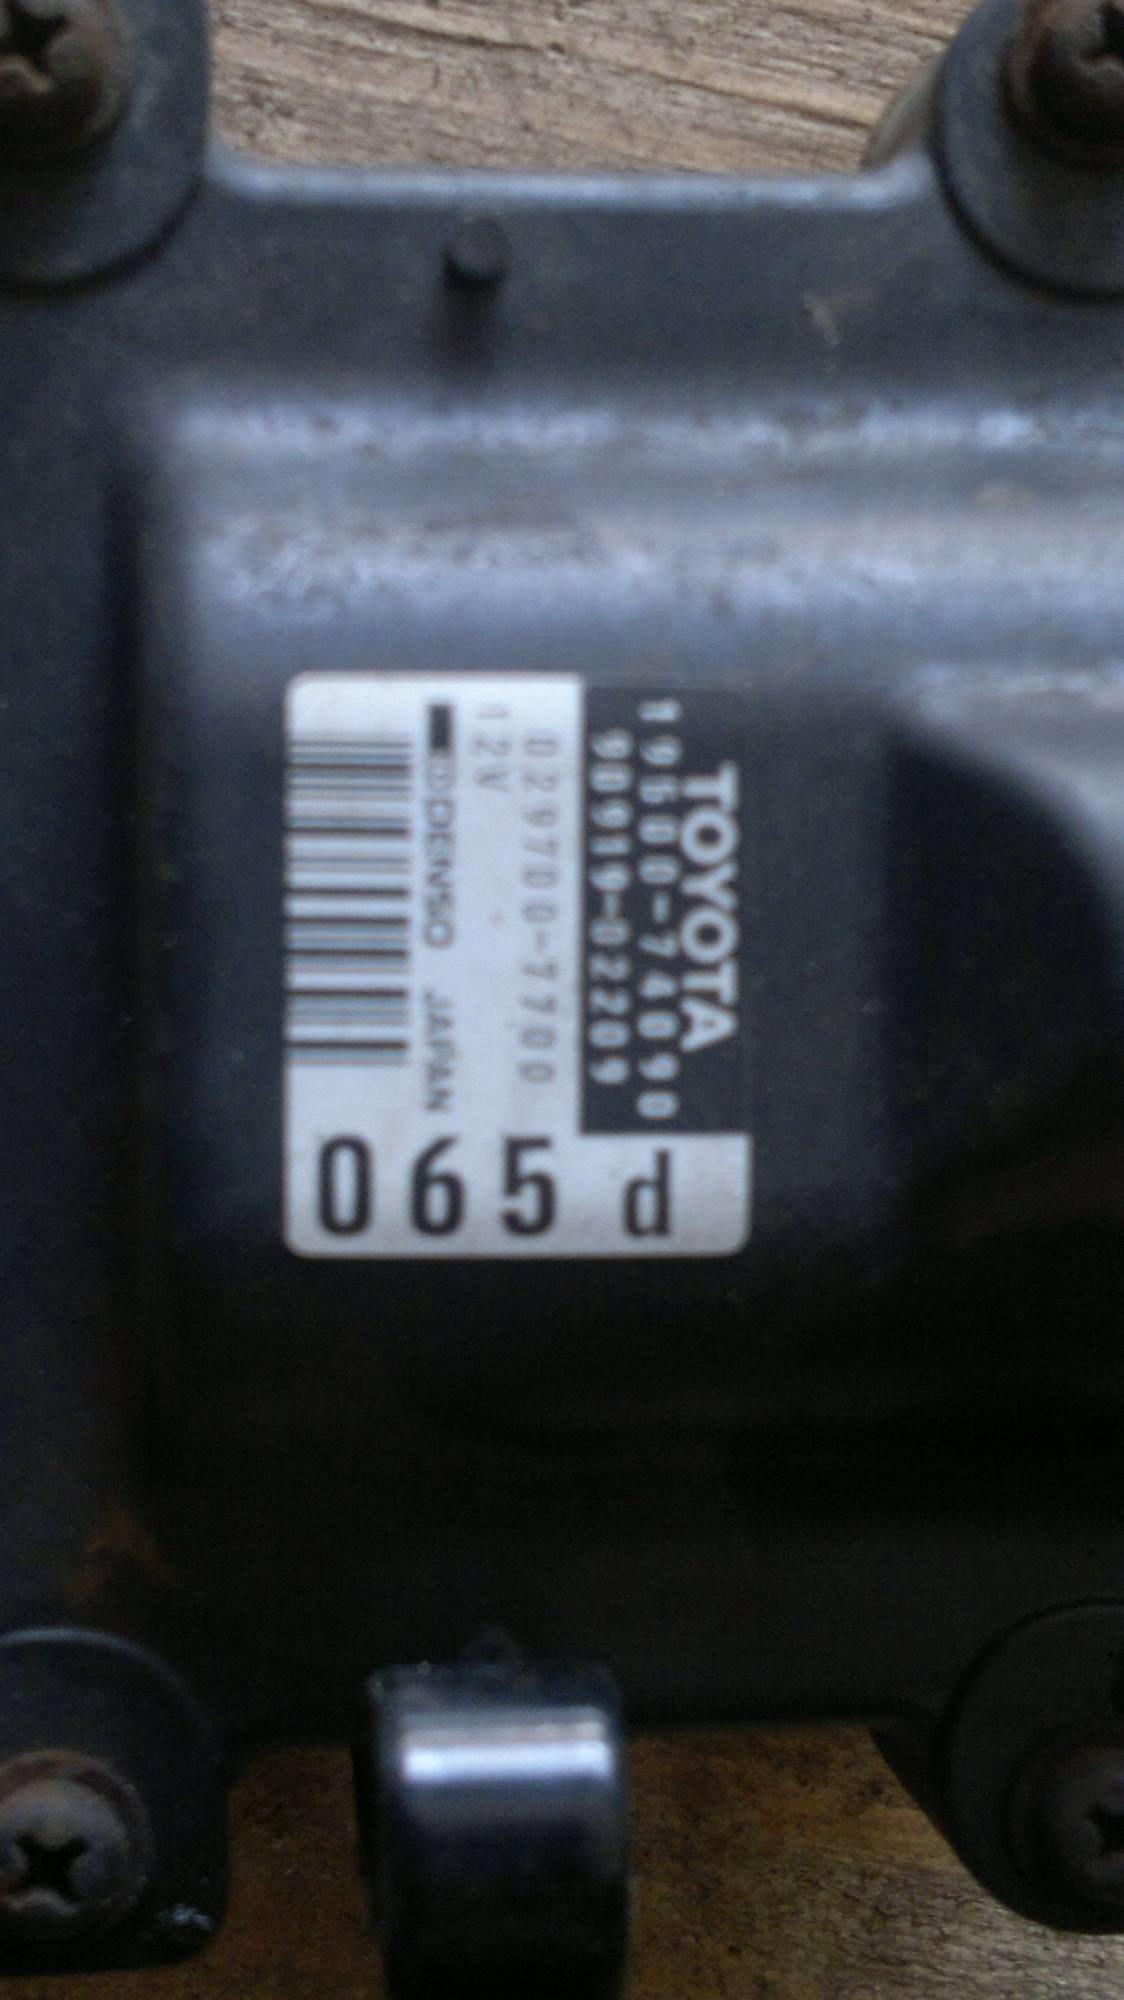 TOYOTA
19500-74090
90919-02209
029700-7700
12V
DENSO JAPAN
065 d